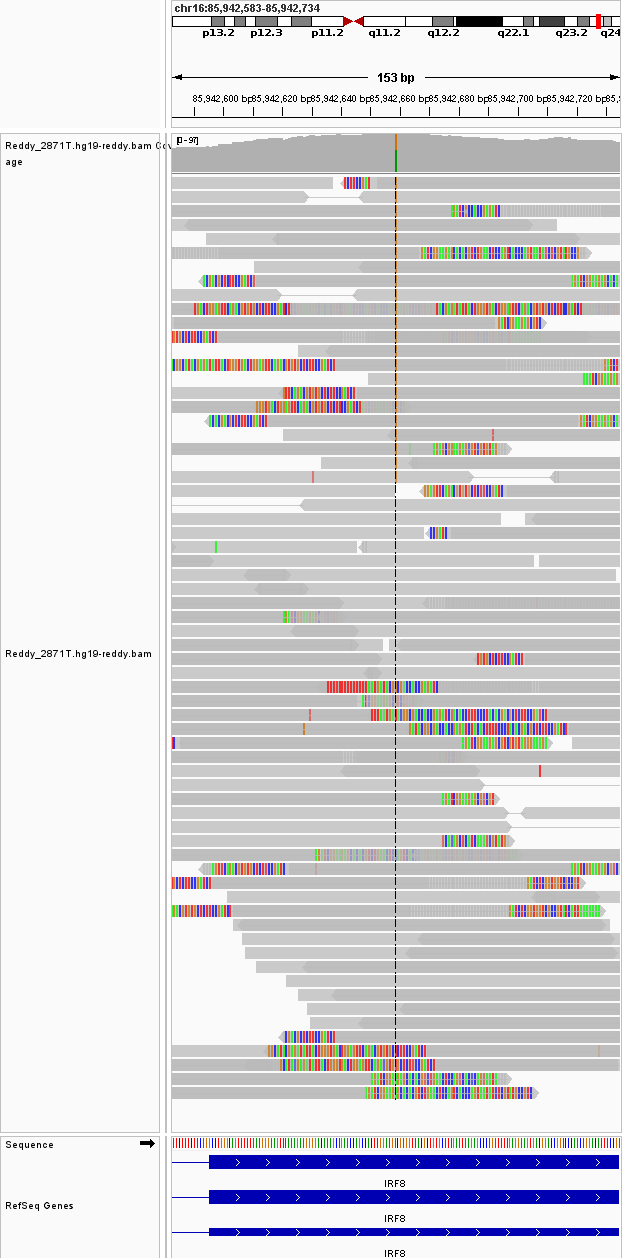 chr16:85,942,583-85,942,734
p13.2 p12.3 p11.2 q11.2 q12.2 q22.1 q23.2 q24
153 bp
85,942,600 bp 85,942,620 bp 85,942,640 bp 85,942,660 bp 85,942,680 bp 85,942,700 bp 85,942,720 bp
Reddy_2871T.hg19-reddy.bam Cov
age
[0-97]
Reddy_2871T.hg19-reddy.bam
Sequence
IRF8
RefSeq Genes
IRF8
IRF8